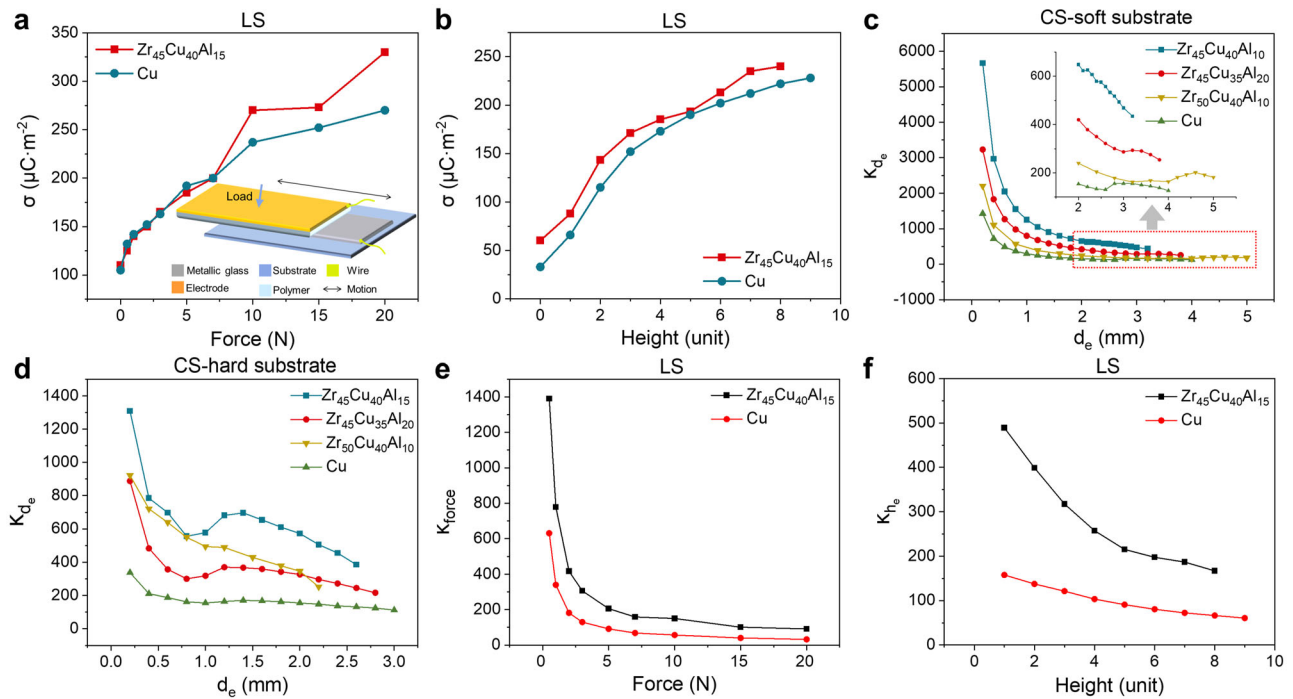 a
LS
σ (μC·m⁻²)
350
300
250
200
150
100
Zr₄₅Cu₄₀Al₁₅
Cu
Load
Metallic glass
Substrate
Wire
Electrode
Polymer
Motion
0
5
10
15
20
Force (N)
b
LS
σ (μC·m⁻²)
250
200
150
100
50
0
Zr₄₅Cu₄₀Al₁₅
Cu
0
2
4
6
8
10
Height (unit)
c
CS-soft substrate
K_dₑ
6000
5000
4000
3000
2000
1000
0
-1000
Zr₄₅Cu₄₀Al₁₀
Zr₄₅Cu₃₅Al₂₀
Zr₅₀Cu₄₀Al₁₀
Cu
600
400
200
2
3
4
5
0
1
2
3
4
5
dₑ (mm)
d
CS-hard substrate
K_dₑ
1400
1200
1000
800
600
400
200
0
Zr₄₅Cu₄₀Al₁₅
Zr₄₅Cu₃₅Al₂₀
Zr₅₀Cu₄₀Al₁₀
Cu
0.0
0.5
1.0
1.5
2.0
2.5
3.0
dₑ (mm)
e
LS
K_force
1400
1200
1000
800
600
400
200
0
Zr₄₅Cu₄₀Al₁₅
Cu
0
5
10
15
20
Force (N)
f
LS
K_hₑ
600
500
400
300
200
100
0
Zr₄₅Cu₄₀Al₁₅
Cu
0
2
4
6
8
10
Height (unit)